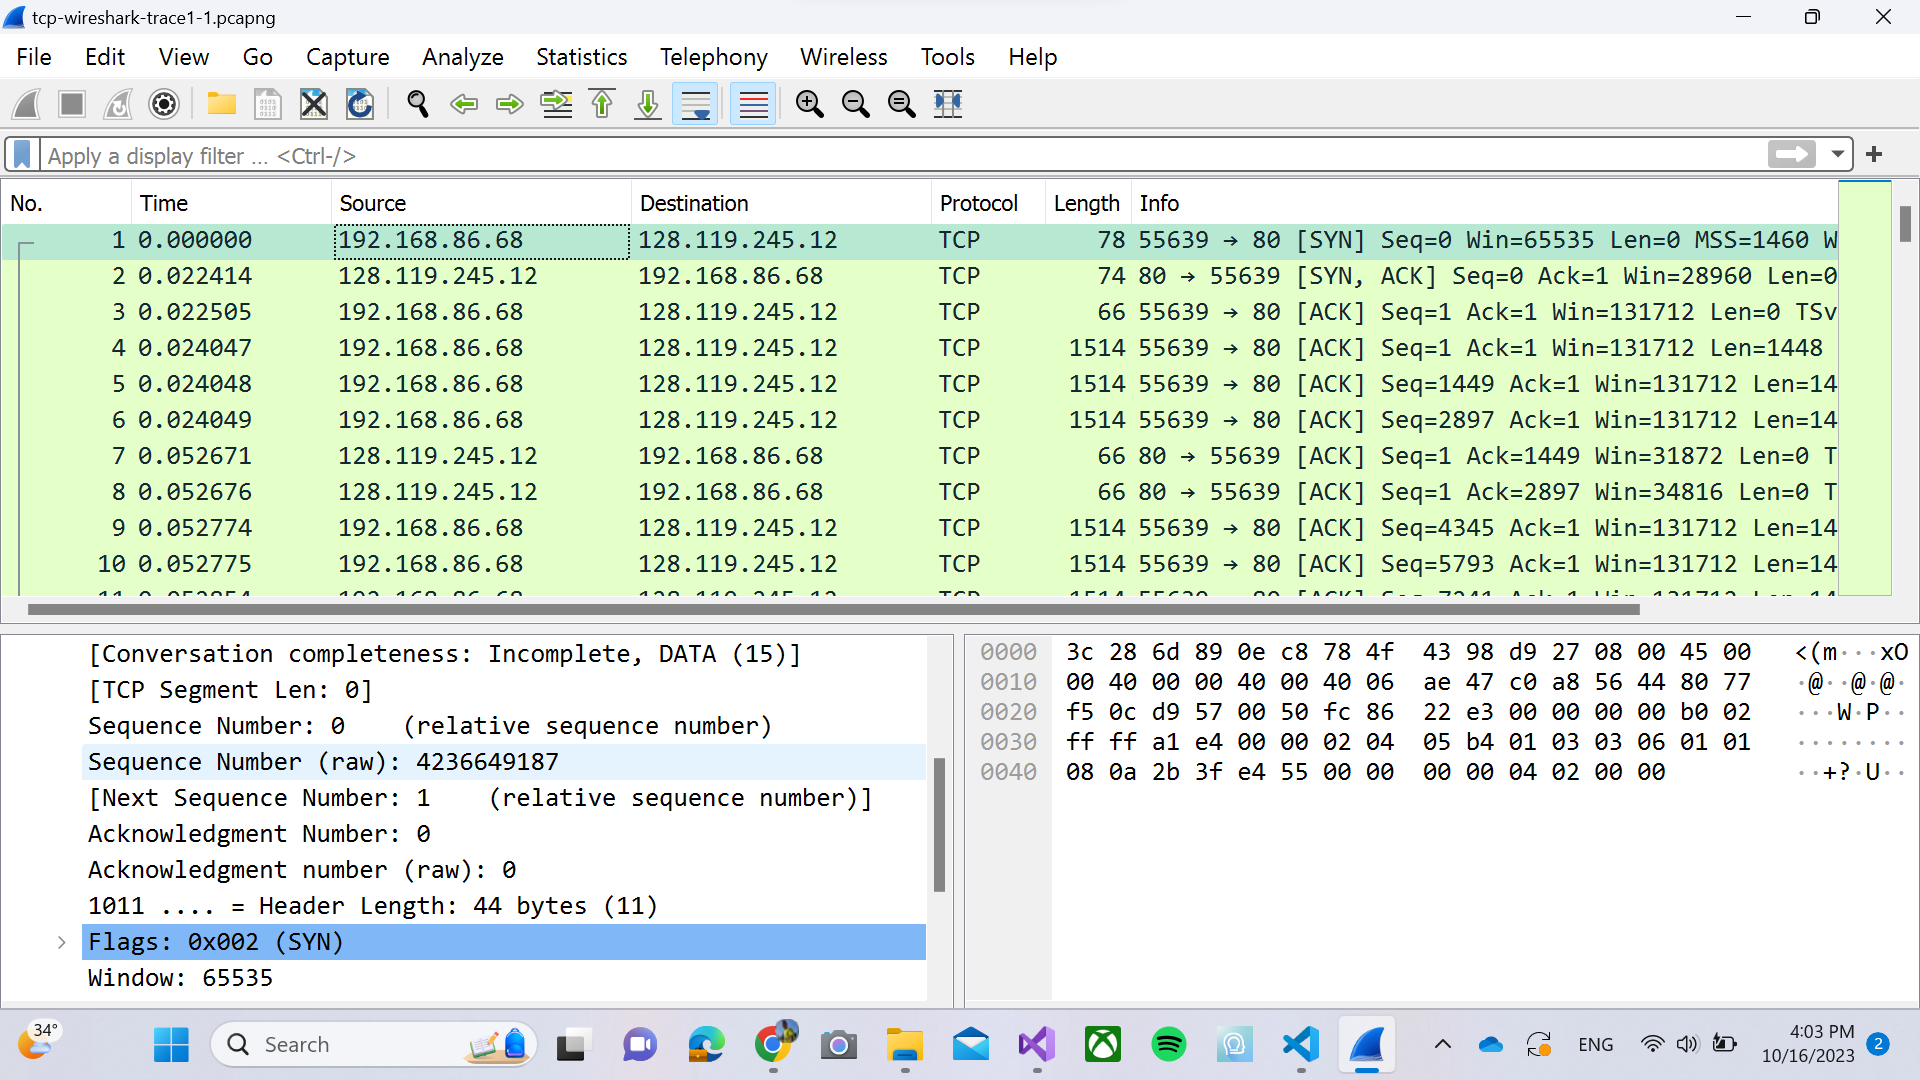 tcp-wireshark-trace1-1.pcapng
File Edit View Go Capture Analyze Statistics Telephony Wireless Tools Help
Apply a display filter … <Ctrl-/>
No. Time Source Destination Protocol Length Info
1 0.000000 192.168.86.68 128.119.245.12 TCP 78 55639 → 80 [SYN] Seq=0 Win=65535 Len=0 MSS=1460 W
2 0.022414 128.119.245.12 192.168.86.68 TCP 74 80 → 55639 [SYN, ACK] Seq=0 Ack=1 Win=28960 Len=0
3 0.022505 192.168.86.68 128.119.245.12 TCP 66 55639 → 80 [ACK] Seq=1 Ack=1 Win=131712 Len=0 TSv
4 0.024047 192.168.86.68 128.119.245.12 TCP 1514 55639 → 80 [ACK] Seq=1 Ack=1 Win=131712 Len=1448
5 0.024048 192.168.86.68 128.119.245.12 TCP 1514 55639 → 80 [ACK] Seq=1449 Ack=1 Win=131712 Len=14
6 0.024049 192.168.86.68 128.119.245.12 TCP 1514 55639 → 80 [ACK] Seq=2897 Ack=1 Win=131712 Len=14
7 0.052671 128.119.245.12 192.168.86.68 TCP 66 80 → 55639 [ACK] Seq=1 Ack=1449 Win=31872 Len=0 T
8 0.052676 128.119.245.12 192.168.86.68 TCP 66 80 → 55639 [ACK] Seq=1 Ack=2897 Win=34816 Len=0 T
9 0.052774 192.168.86.68 128.119.245.12 TCP 1514 55639 → 80 [ACK] Seq=4345 Ack=1 Win=131712 Len=14
10 0.052775 192.168.86.68 128.119.245.12 TCP 1514 55639 → 80 [ACK] Seq=5793 Ack=1 Win=131712 Len=14
[Conversation completeness: Incomplete, DATA (15)]
[TCP Segment Len: 0]
Sequence Number: 0 (relative sequence number)
Sequence Number (raw): 4236649187
[Next Sequence Number: 1 (relative sequence number)]
Acknowledgment Number: 0
Acknowledgment number (raw): 0
1011 .... = Header Length: 44 bytes (11)
Flags: 0x002 (SYN)
Window: 65535
0000 3c 28 6d 89 0e c8 78 4f 43 98 d9 27 08 00 45 00 <(m···xO
0010 00 40 00 00 40 00 40 06 ae 47 c0 a8 56 44 80 77 ·@··@·@·
0020 f5 0c d9 57 00 50 fc 86 22 e3 00 00 00 00 b0 02 ···W·P··
0030 ff ff a1 e4 00 00 02 04 05 b4 01 03 03 06 01 01 ········
0040 08 0a 2b 3f e4 55 00 00 00 00 04 02 00 00 ··+?·U··
34°
Search
ENG
4:03 PM
10/16/2023
2